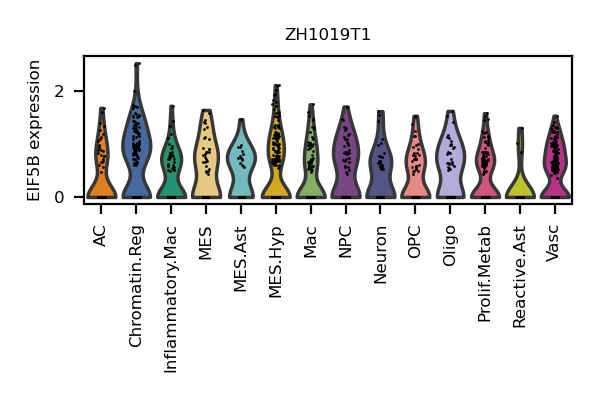 ZH1019T1
EIF5B expression
2
0
AC
Chromatin.Reg
Inflammatory.Mac
MES
MES.Ast
MES.Hyp
Mac
NPC
Neuron
OPC
Oligo
Prolif.Metab
Reactive.Ast
Vasc